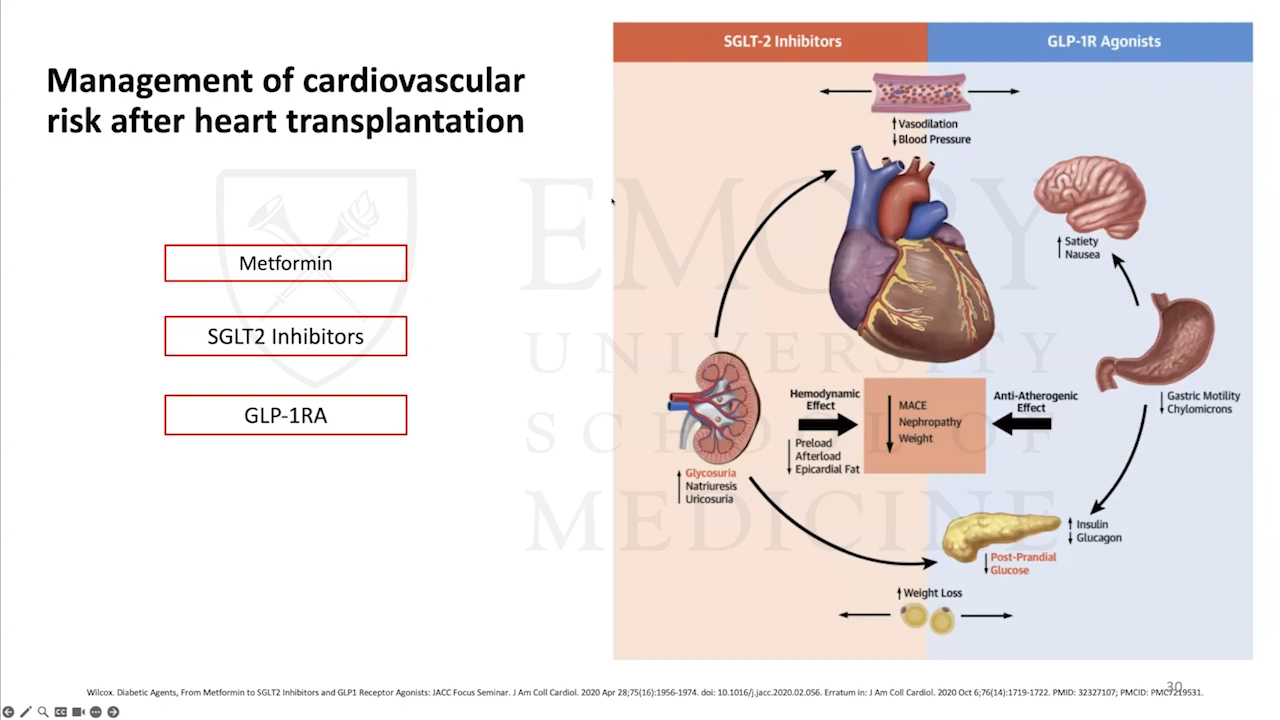 Management of cardiovascular
risk after heart transplantation
Metformin
SGLT2 Inhibitors
GLP-1RA
SGLT-2 Inhibitors
GLP-1R Agonists
↑ Vasodilation
↓ Blood Pressure
↑ Satiety
Nausea
↓ Gastric Motility
Chylomicrons
Hemodynamic
Effect
↓ Preload
Afterload
Epicardial Fat
↓ MACE
Nephropathy
Weight
Anti-Atherogenic
Effect
↑ Glycosuria
Natriuresis
Uricosuria
↑ Insulin
↓ Glucagon
↓ Post-Prandial
Glucose
↑ Weight Loss
EMORY
UNIVERSITY
SCHOOL OF
MEDICINE
Wilcox. Diabetic Agents, From Metformin to SGLT2 Inhibitors and GLP1 Receptor Agonists: JACC Focus Seminar. J Am Coll Cardiol. 2020 Apr 28;75(16):1956-1974. doi: 10.1016/j.jacc.2020.02.056. Erratum in: J Am Coll Cardiol. 2020 Oct 6;76(14):1719-1722. PMID: 32327107; PMCID: PMC7219531.
30